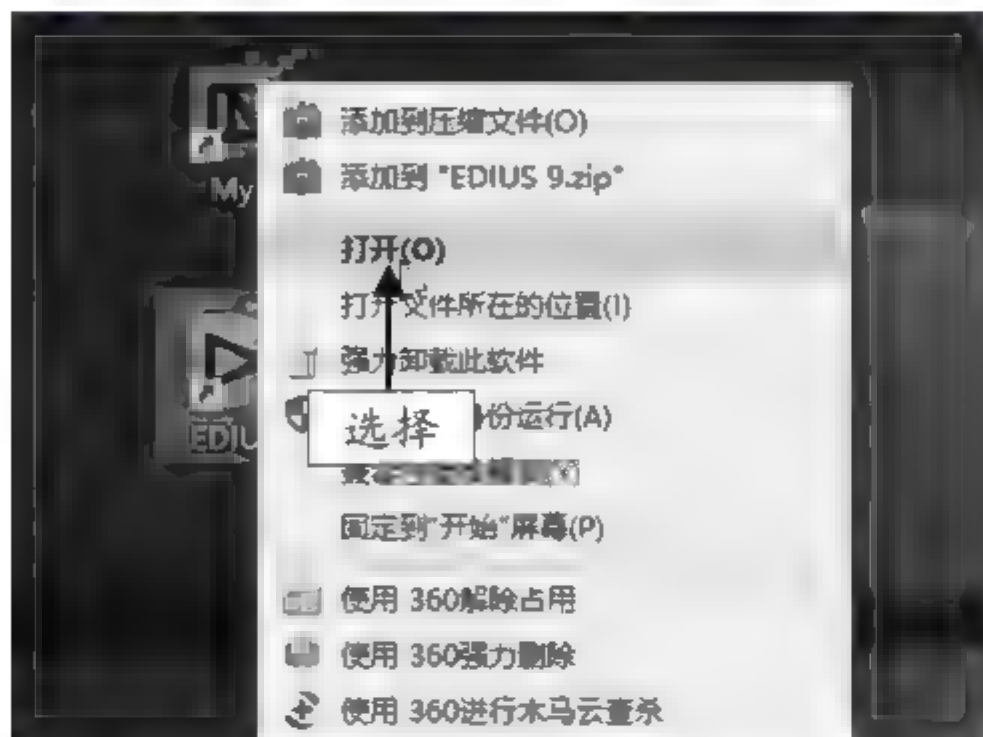 My
EDIU
添加到压缩文件(O)
添加到 "EDIUS 9.zip"
打开(O)
打开文件所在的位置(I)
强力卸载此软件
选择
份运行(A)
固定到"开始"屏幕(P)
使用 360解除占用
使用 360强力删除
使用 360进行木马云查杀